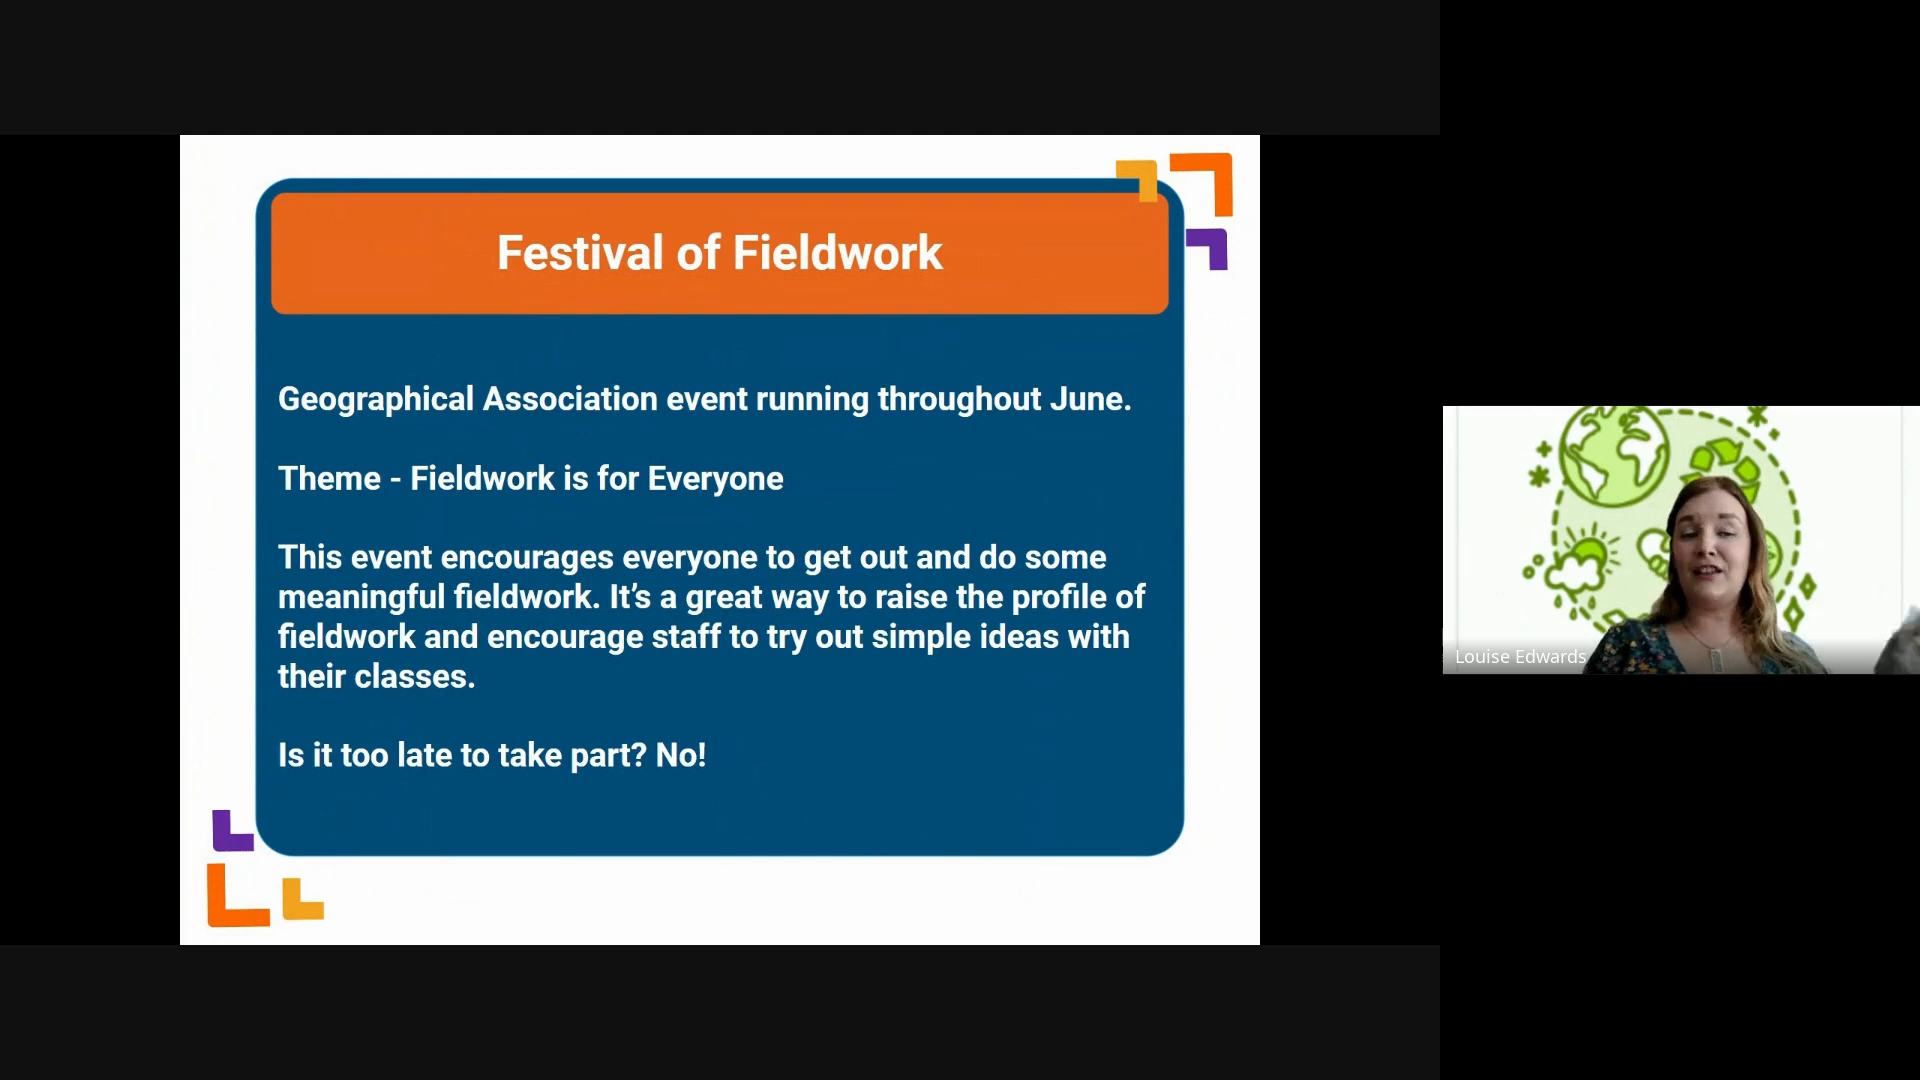 Festival of Fieldwork
Geographical Association event running throughout June.
Theme - Fieldwork is for Everyone
This event encourages everyone to get out and do some
meaningful fieldwork. It's a great way to raise the profile of
fieldwork and encourage staff to try out simple ideas with
their classes.
Is it too late to take part? No!
Louise Edwards